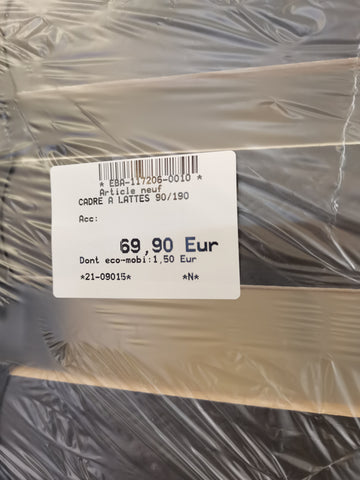 * EBA-117206-0010 *
Article neuf
CADRE A LATTES 90/190
Acc:
69,90 Eur
Dont eco-mobi:1,50 Eur
*21-09015* *N*